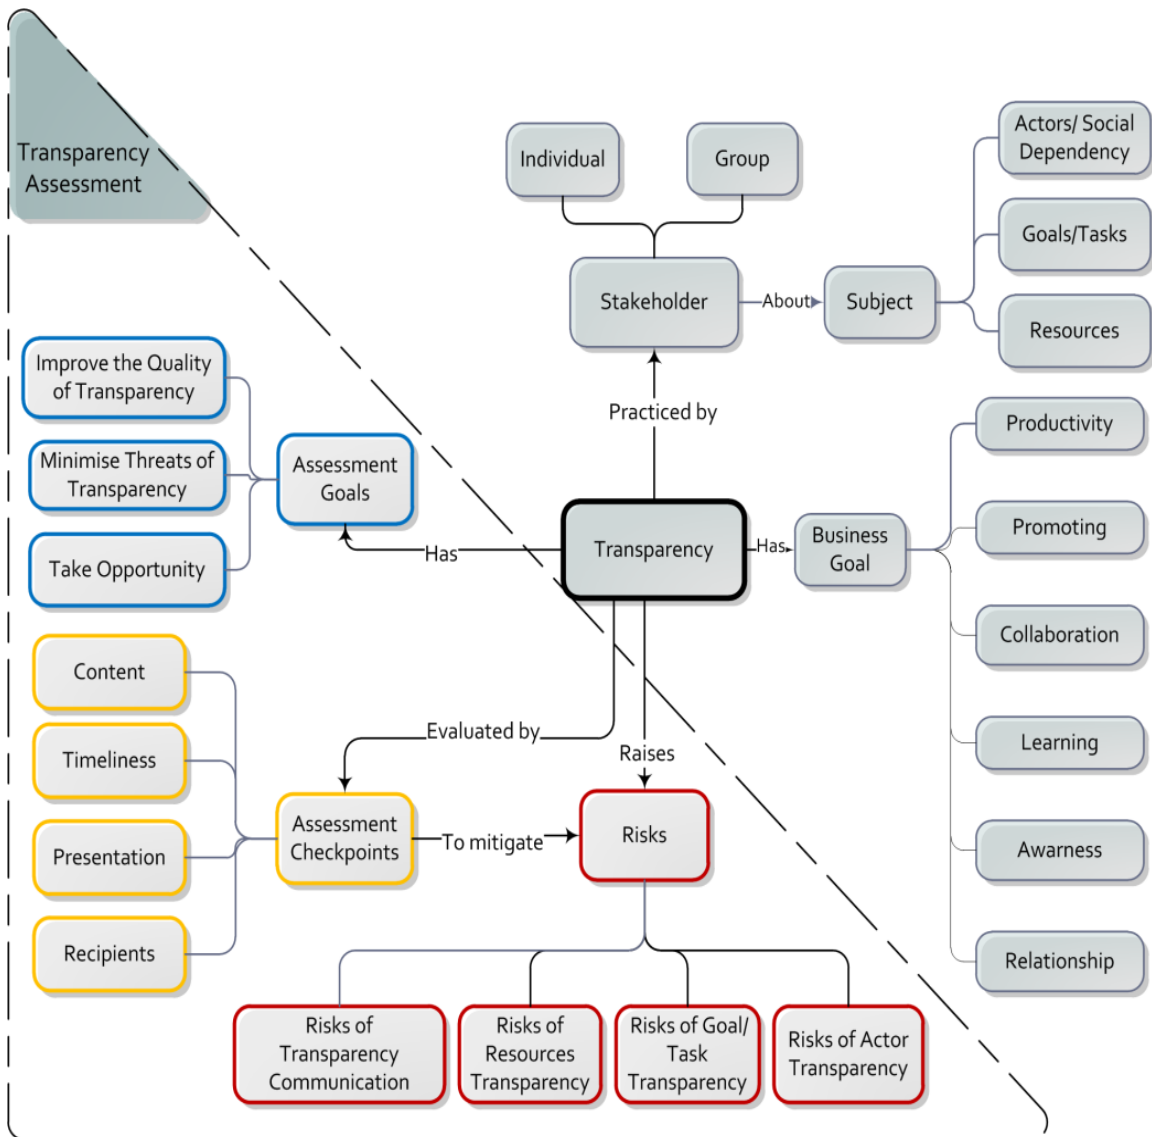 Transparency
Assessment
Individual
Group
Actors/ Social
Dependency
Goals/Tasks
Stakeholder
About
Subject
Resources
Improve the Quality
of Transparency
Practiced by
Productivity
Minimise Threats of
Transparency
Assessment
Goals
Take Opportunity
Has
Transparency
Has
Business
Goal
Promoting
Collaboration
Content
Timeliness
Evaluated by
Raises
Learning
Presentation
Assessment
Checkpoints
To mitigate
Risks
Awarness
Recipients
Relationship
Risks of
Transparency
Communication
Risks of
Resources
Transparency
Risks of Goal/
Task
Transparency
Risks of Actor
Transparency